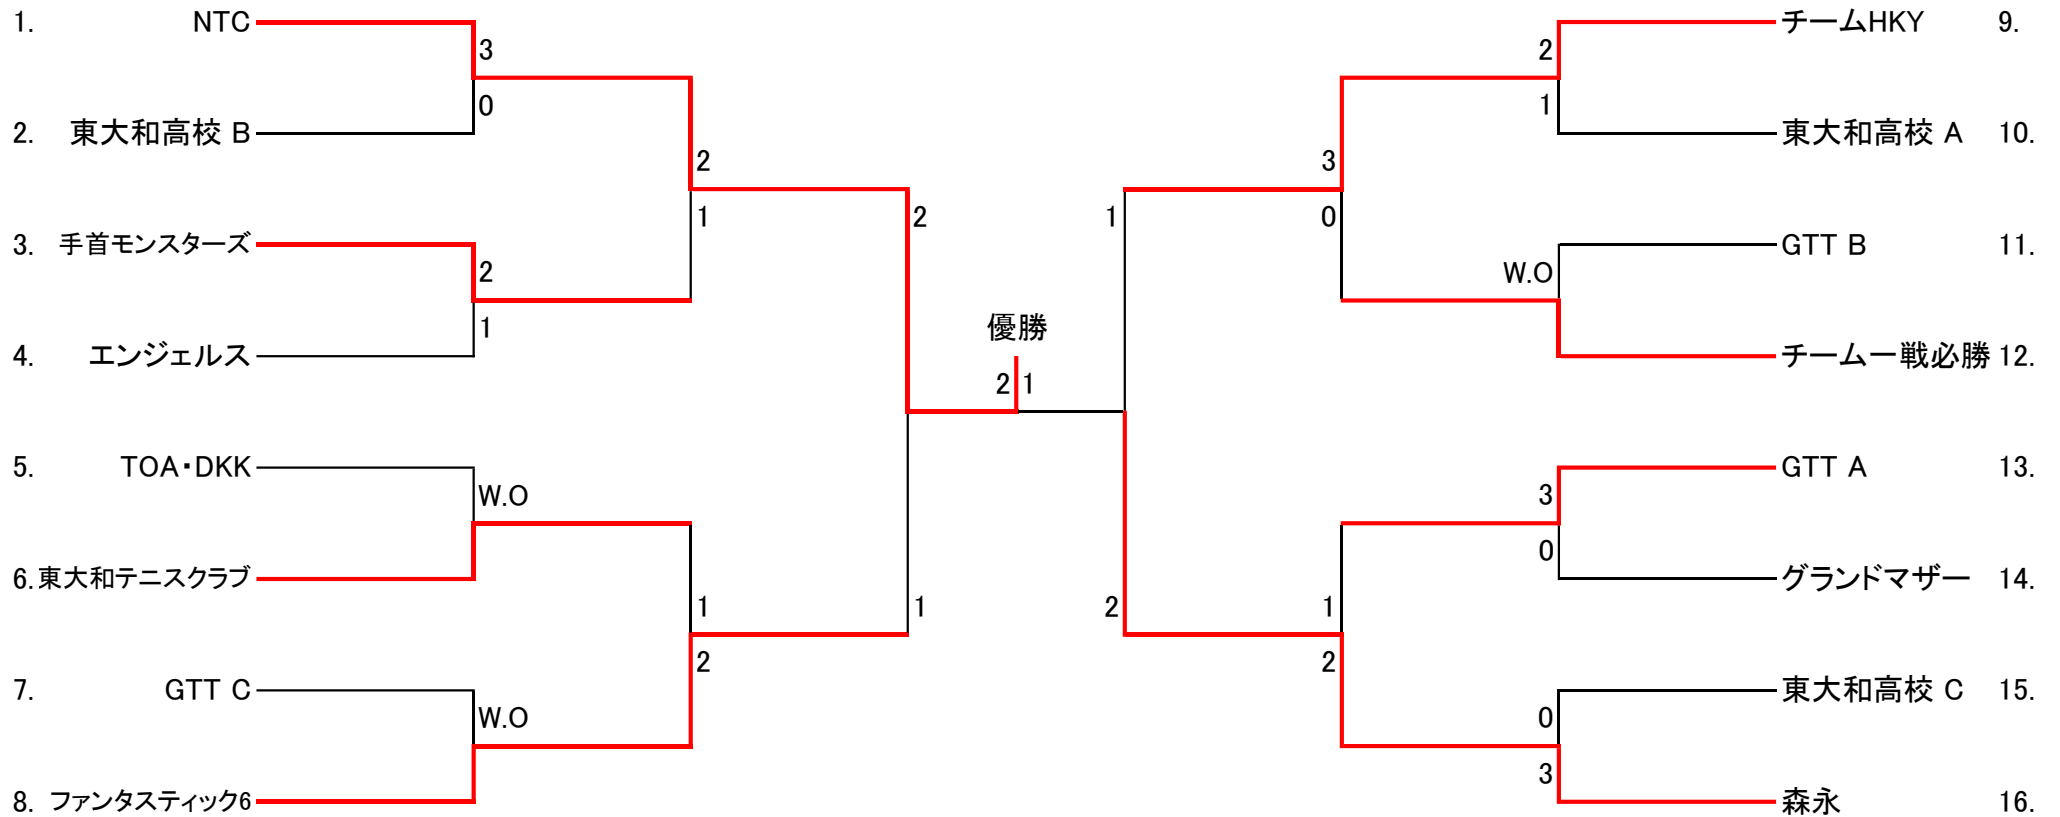 1. NTC
3
0
2. 東大和高校 B
2
1
3. 手首モンスターズ
2
1
4. エンジェルス
2
5. TOA・DKK
W.O
6. 東大和テニスクラブ
1
2
7. GTT C
W.O
8. ファンタスティック6
1
優勝
2 1
チームHKY 9.
2
1
東大和高校 A 10.
3
0
GTT B 11.
W.O
チーム一戦必勝 12.
1
GTT A 13.
3
0
グランドマザー 14.
1
2
東大和高校 C 15.
0
3
森永 16.
2